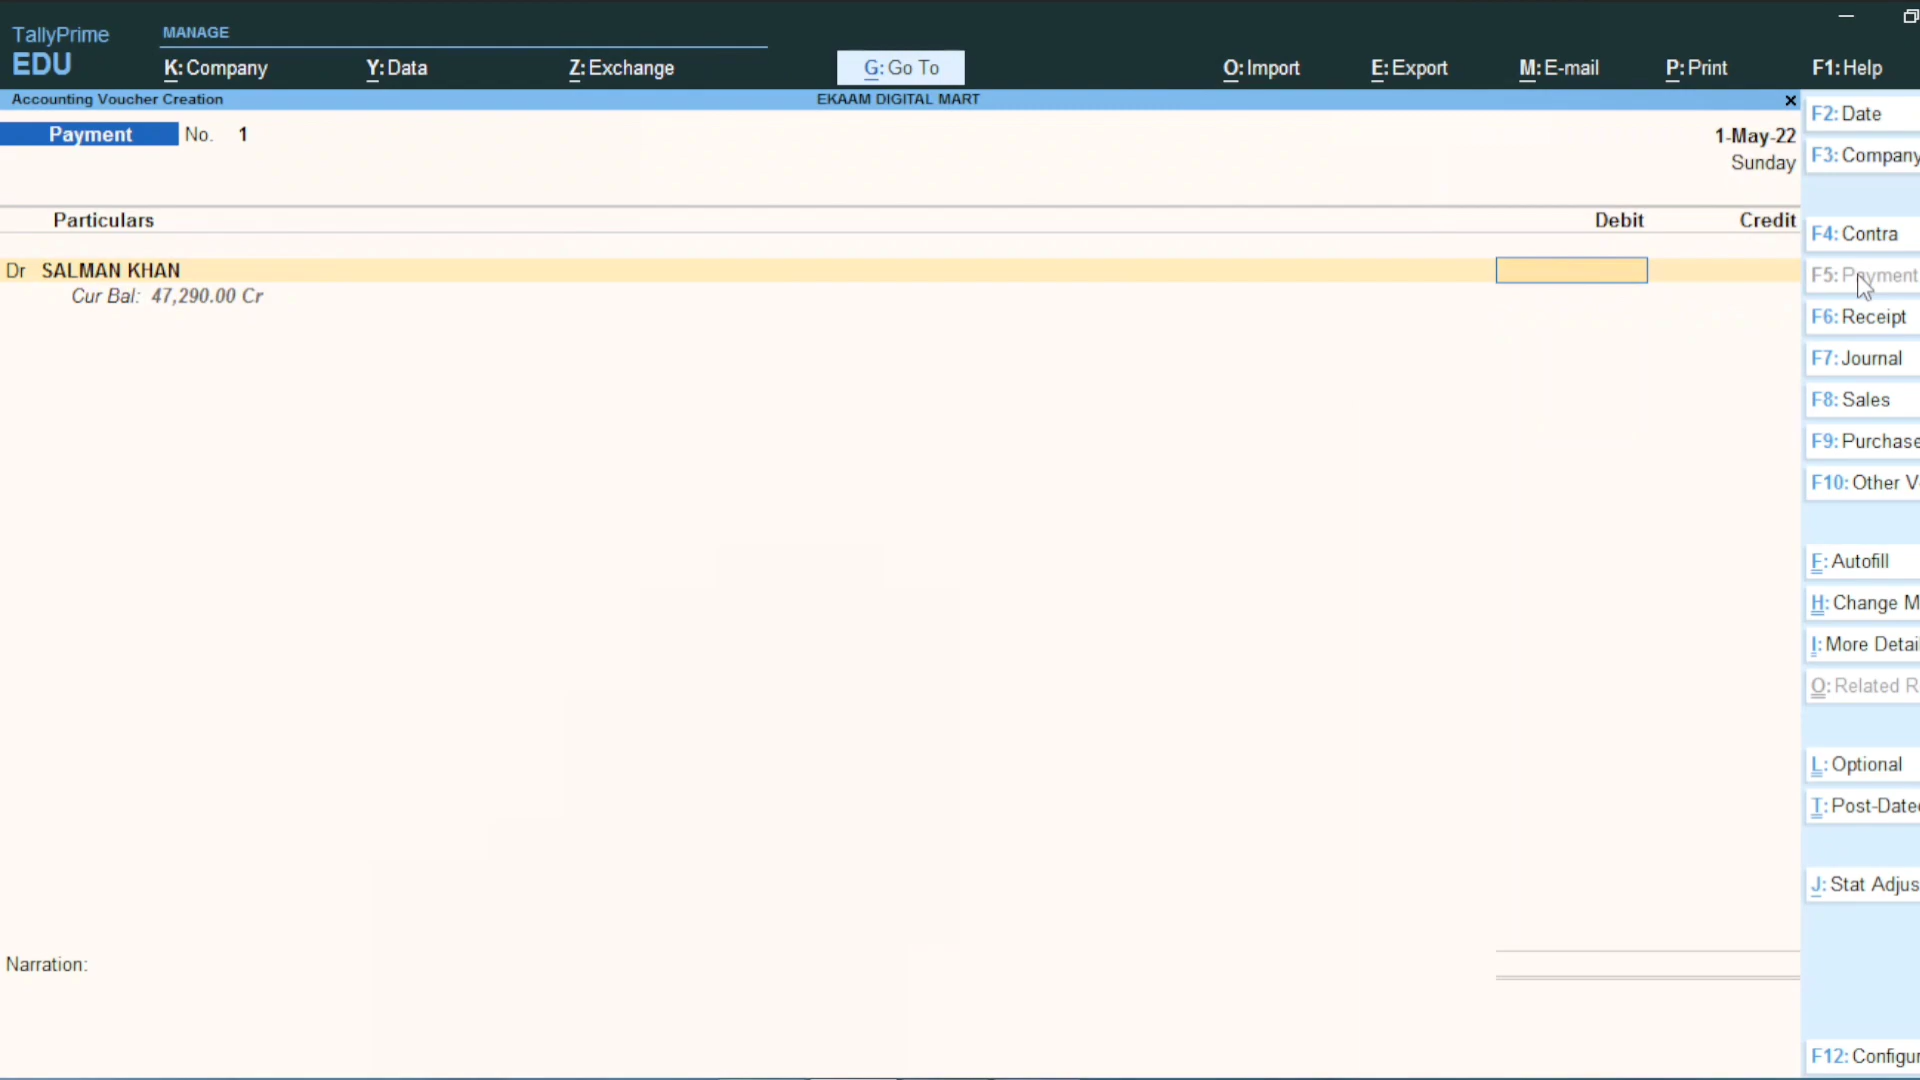 TallyPrime
EDU
MANAGE
K: Company
Y: Data
Z: Exchange
G: Go To
O: Import
E: Export
M: E-mail
P: Print
F1: Help
Accounting Voucher Creation
EKAAM DIGITAL MART
×
Payment No. 1
1-May-22
Sunday
Particulars
Debit
Credit
Dr SALMAN KHAN
Cur Bal: 47,290.00 Cr
Narration:
F2: Date
F3: Company
F4: Contra
F5: Payment
F6: Receipt
F7: Journal
F8: Sales
F9: Purchase
F10: Other V
F: Autofill
H: Change M
I: More Detai
O: Related R
L: Optional
T: Post-Date
J: Stat Adjus
F12: Configur